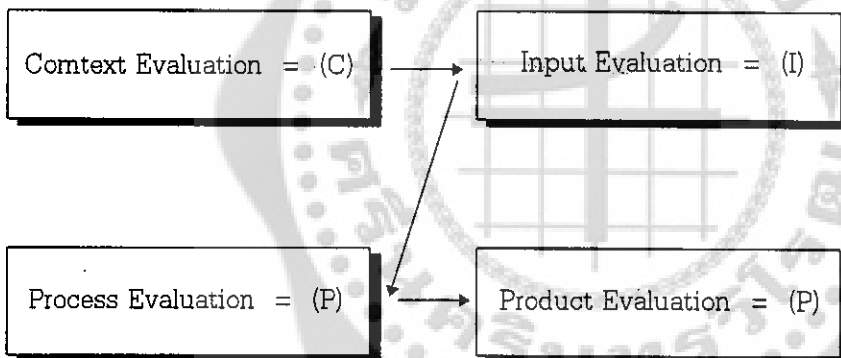 Comtext Evaluation = (C)
Input Evaluation = (I)
Process Evaluation = (P)
Product Evaluation = (P)